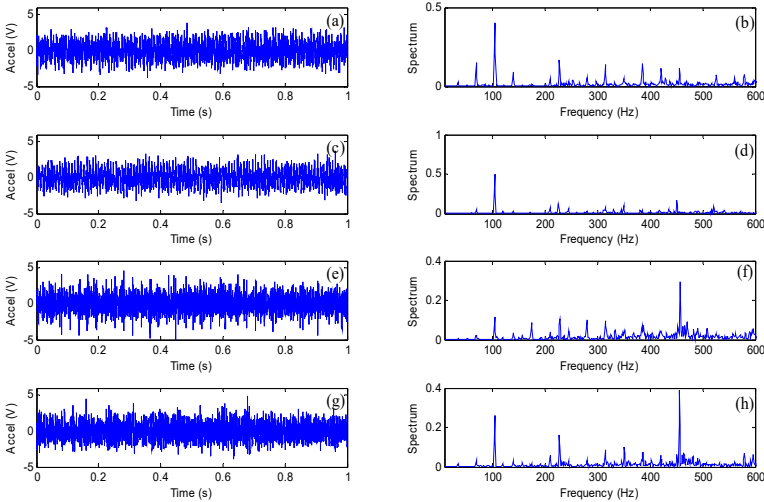 5 (a) 0.5 (b)
Accel (V) 0 Spectrum
-5 0
0 0.2 0.4 0.6 0.8 1 100 200 300 400 500 600
Time (s) Frequency (Hz)
5 (c) 1 (d)
Accel (V) 0 Spectrum 0.5
-5 0
0 0.2 0.4 0.6 0.8 1 100 200 300 400 500 600
Time (s) Frequency (Hz)
5 (e) 0.4 (f)
Accel (V) 0 Spectrum 0.2
-5 0
0 0.2 0.4 0.6 0.8 1 100 200 300 400 500 600
Time (s) Frequency (Hz)
5 (g) 0.4 (h)
Accel (V) 0 Spectrum 0.2
-5 0
0 0.2 0.4 0.6 0.8 1 100 200 300 400 500 600
Time (s) Frequency (Hz)